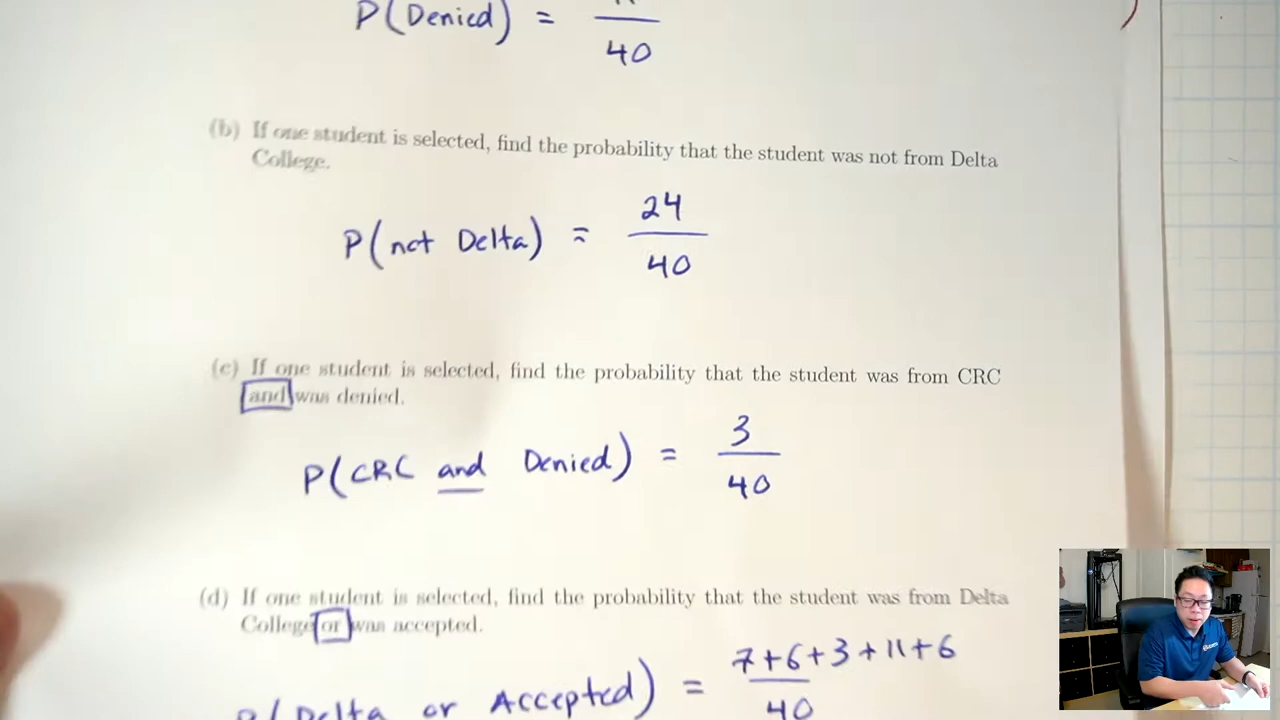 P(Denied) =
40
(b) If one student is selected, find the probability that the student was not from Delta
College.
P(not Delta) = 24
40
(c) If one student is selected, find the probability that the student was from CRC
and was denied.
P(CRC and Denied) = 3
40
(d) If one student is selected, find the probability that the student was from Delta
College or was accepted.
P(Delta or Accepted) = 7+6+3+11+6
40